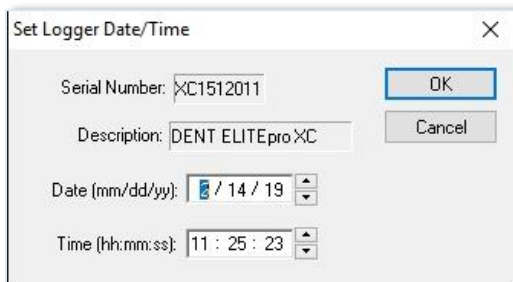 Set Logger Date/Time
Serial Number: XC1512011
OK
Description: DENT ELITEpro XC
Cancel
Date (mm/dd/yy): 2 / 14 / 19
Time (hh:mm:ss): 11 : 25 : 23